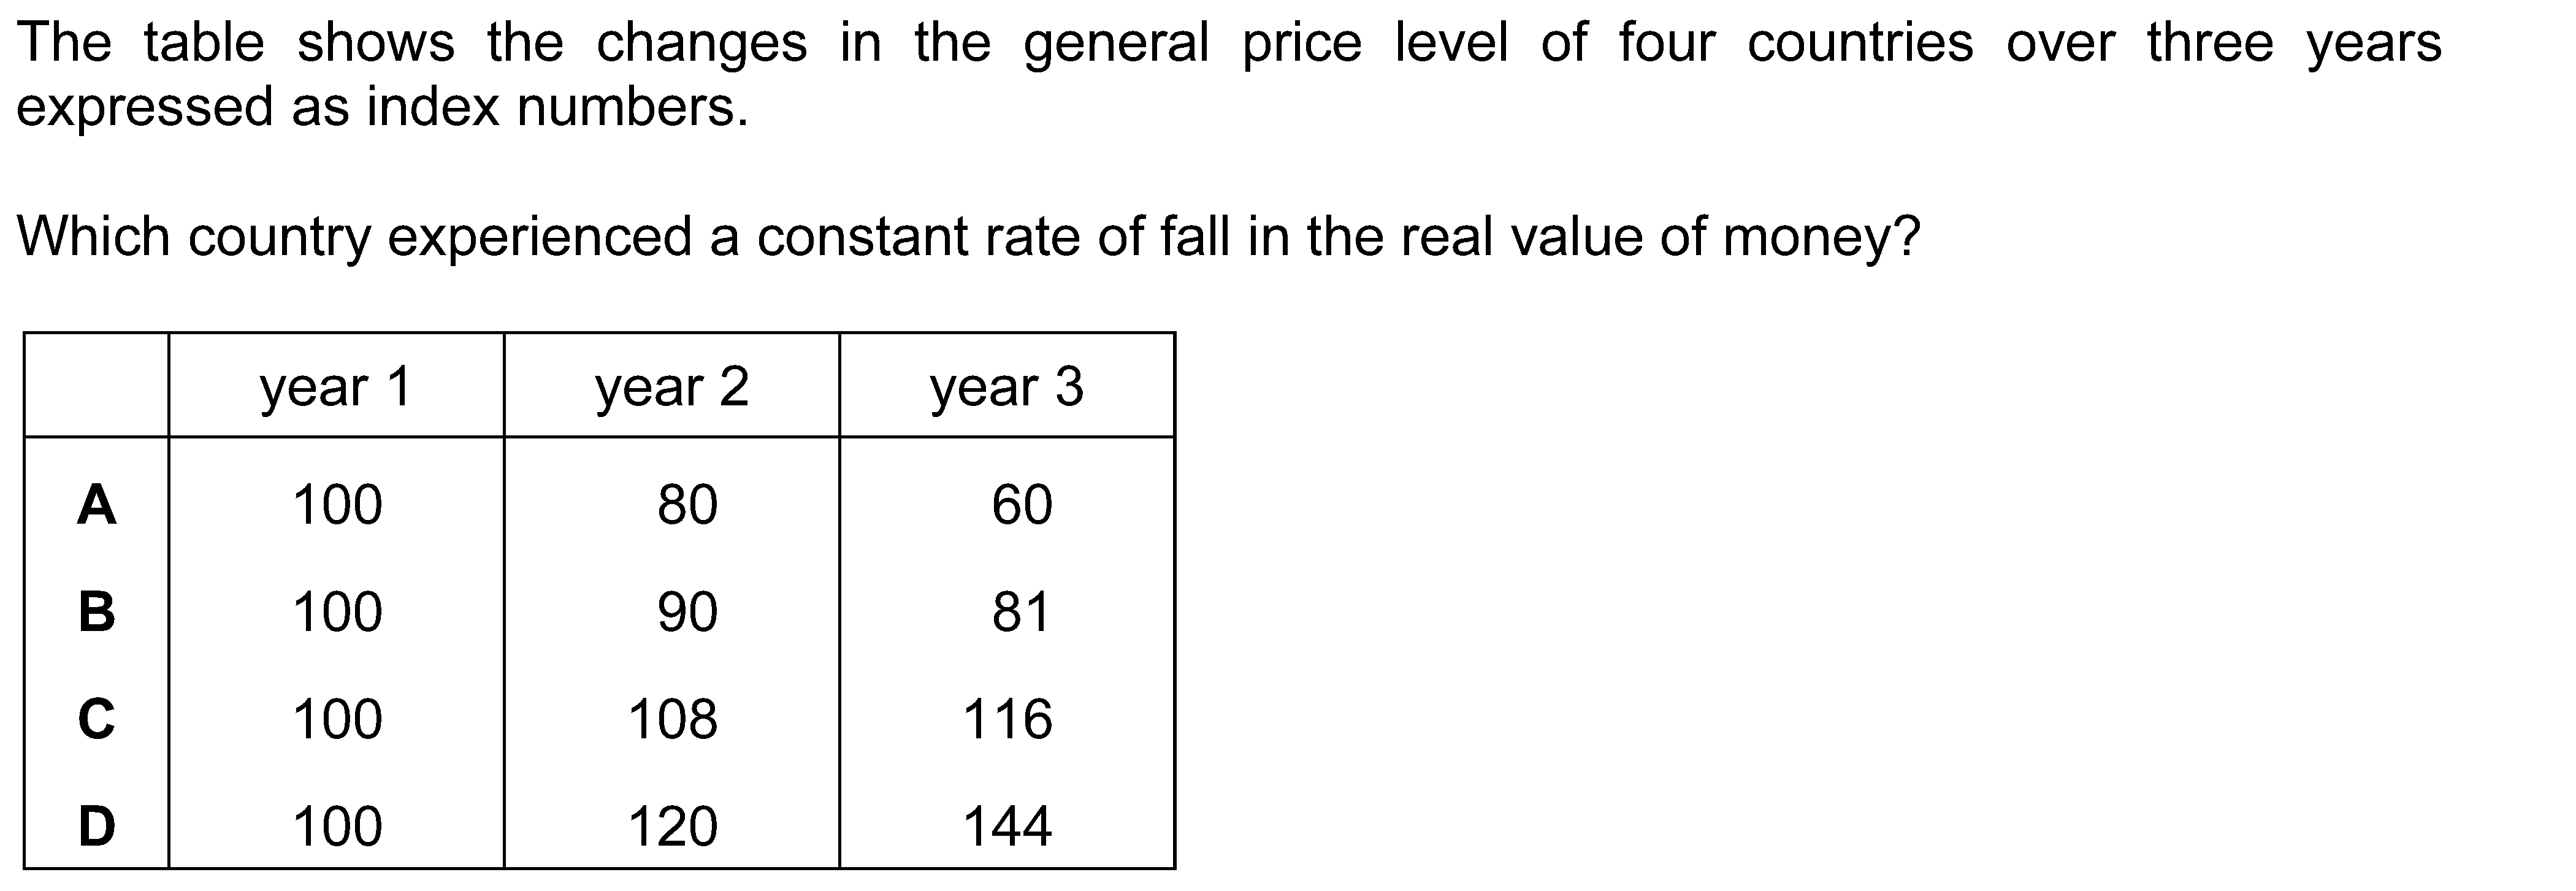 The table shows the changes in the general price level of four countries over three years
expressed as index numbers.
Which country experienced a constant rate of fall in the real value of money?
year 1 year 2 year 3
A 100 80 60
B 100 90 81
C 100 108 116
D 100 120 144